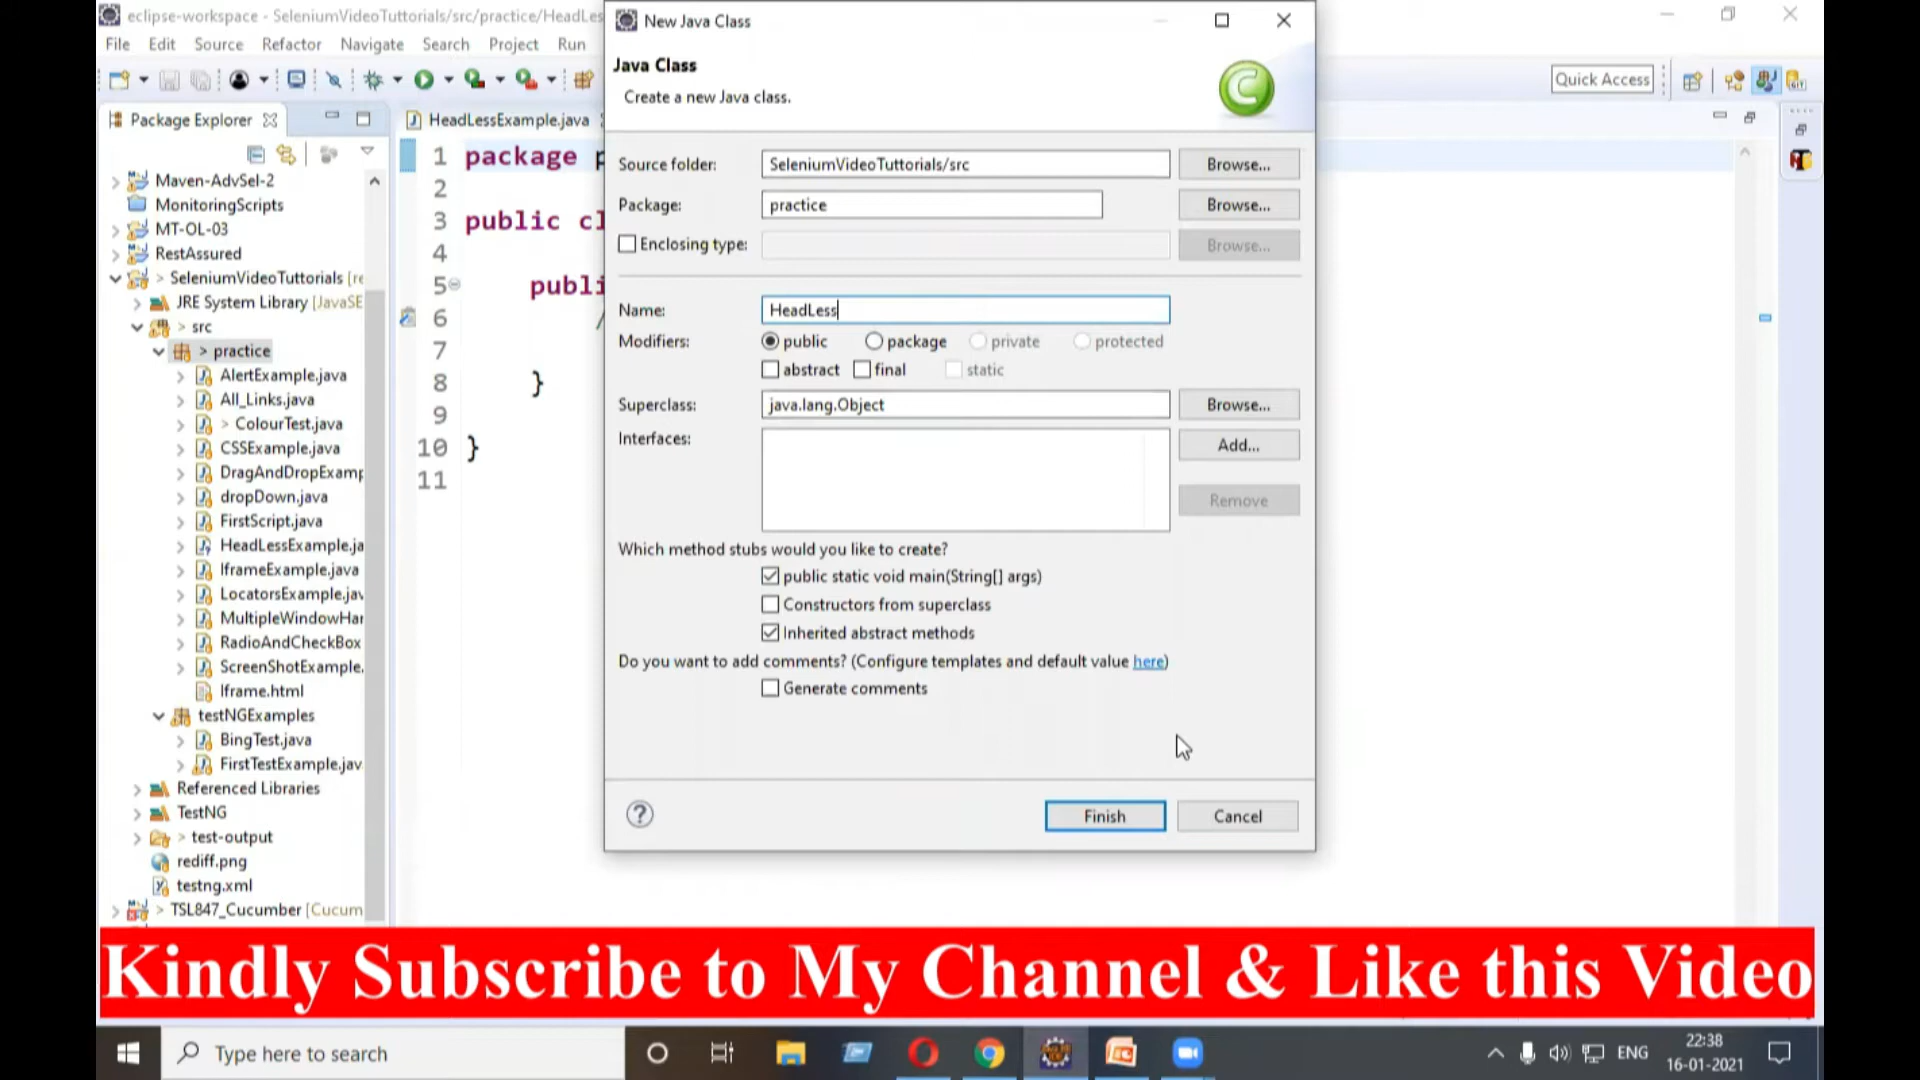 eclipse-workspace - SeleniumVideoTuttorials/src/practice/HeadLes
File Edit Source Refactor Navigate Search Project Run
Quick Access
Package Explorer
Maven-AdvSel-2
MonitoringScripts
MT-OL-03
RestAssured
> SeleniumVideoTuttorials [re
JRE System Library [JavaSE
> src
> practice
AlertExample.java
All_Links.java
> ColourTest.java
CSSExample.java
DragAndDropExamp
dropDown.java
FirstScript.java
HeadLessExample.ja
IframeExample.java
LocatorsExample.jav
MultipleWindowHar
RadioAndCheckBox
ScreenShotExample.
Iframe.html
testNGExamples
BingTest.java
FirstTestExample.jav
Referenced Libraries
TestNG
> test-output
rediff.png
testng.xml
> TSL847_Cucumber [Cucum
HeadLessExample.java
1 package p
2
3 public cl
4
5 publi
6 /
7
8 }
9
10 }
11
New Java Class
Java Class
Create a new Java class.
Source folder: SeleniumVideoTuttorials/src Browse...
Package: practice Browse...
Enclosing type: Browse...
Name: HeadLess
Modifiers: public package private protected
abstract final static
Superclass: java.lang.Object Browse...
Interfaces: Add...
Remove
Which method stubs would you like to create?
public static void main(String[] args)
Constructors from superclass
Inherited abstract methods
Do you want to add comments? (Configure templates and default value here)
Generate comments
? Finish Cancel
Kindly Subscribe to My Channel & Like this Video
Type here to search
ENG
22:38
16-01-2021